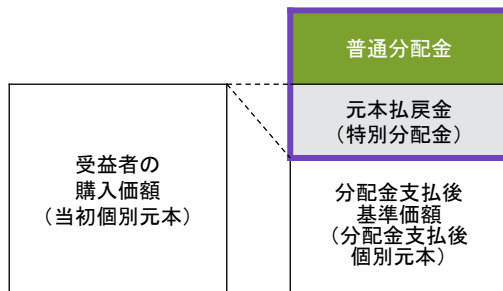 普通分配金
元本払戻金
（特別分配金）
受益者の
購入価額
（当初個別元本）
分配金支払後
基準価額
（分配金支払後
個別元本）